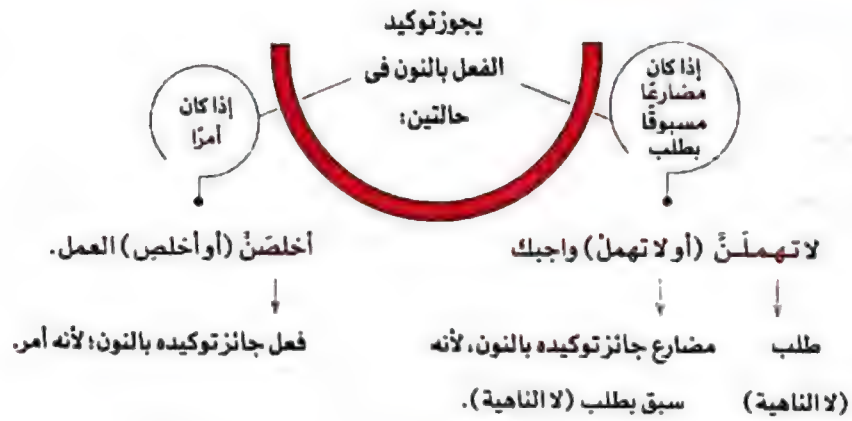 يجوز توكيد
الفعل بالنون فى
حالتين:
إذا كان
مضارعًا
مسبوقًا
بطلب
إذا كان
أمرًا
لا تهملَنَّ (أو لا تهملْ) واجبك
أخلصَنَّ (أو أخلصِ) العمل.
طلب
(لا الناهية)
مضارع جائز توكيده بالنون، لأنه
سبق بطلب (لا الناهية).
فعل جائز توكيده بالنون؛ لأنه أمر.